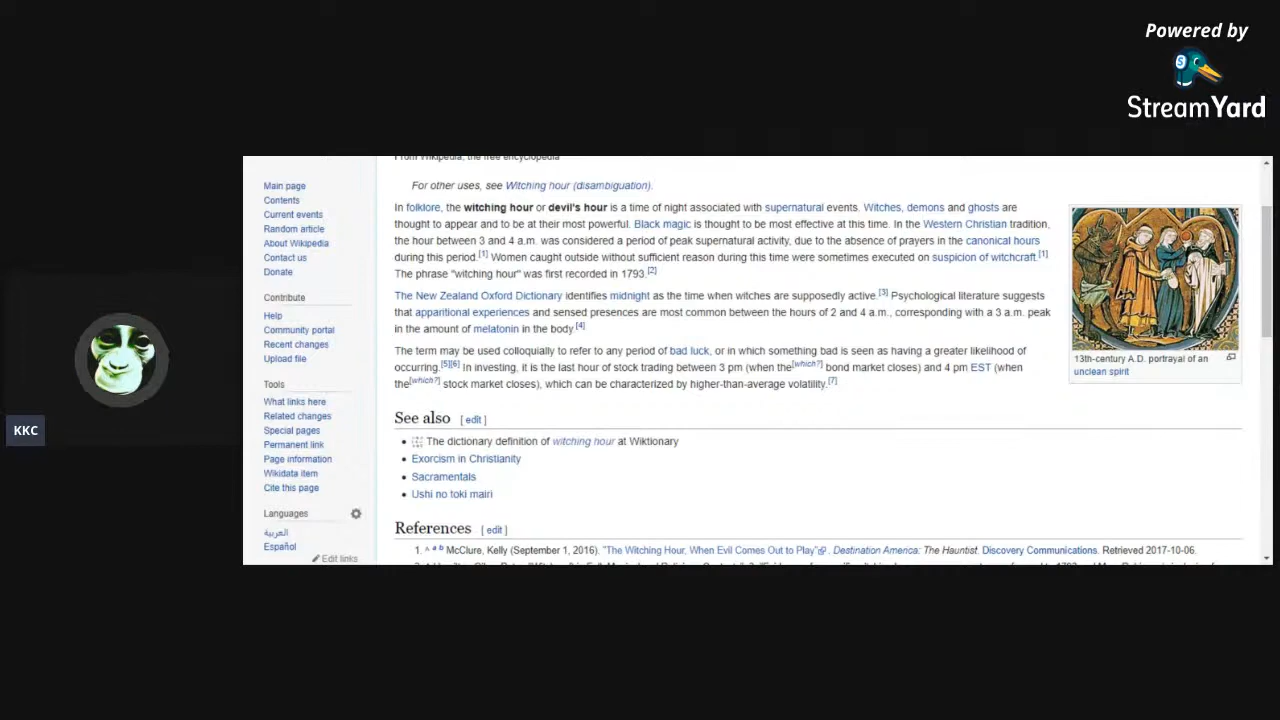 Powered by
StreamYard
From Wikipedia, the free encyclopedia
Main page
Contents
Current events
Random article
About Wikipedia
Contact us
Donate
Contribute
Help
Community portal
Recent changes
Upload file
Tools
What links here
Related changes
Special pages
Permanent link
Page information
Wikidata item
Cite this page
Languages
العربية
Español
Edit links
For other uses, see Witching hour (disambiguation).
In folklore, the witching hour or devil's hour is a time of night associated with supernatural events. Witches, demons and ghosts are
thought to appear and to be at their most powerful. Black magic is thought to be most effective at this time. In the Western Christian tradition,
the hour between 3 and 4 a.m. was considered a period of peak supernatural activity, due to the absence of prayers in the canonical hours
during this period.[1] Women caught outside without sufficient reason during this time were sometimes executed on suspicion of witchcraft.[1]
The phrase "witching hour" was first recorded in 1793.[2]
The New Zealand Oxford Dictionary identifies midnight as the time when witches are supposedly active.[3] Psychological literature suggests
that apparitional experiences and sensed presences are most common between the hours of 2 and 4 a.m., corresponding with a 3 a.m. peak
in the amount of melatonin in the body.[4]
The term may be used colloquially to refer to any period of bad luck, or in which something bad is seen as having a greater likelihood of
occurring.[5][6] In investing, it is the last hour of stock trading between 3 pm (when the[which?] bond market closes) and 4 pm EST (when
the[which?] stock market closes), which can be characterized by higher-than-average volatility.[7]
13th-century A.D. portrayal of an
unclean spirit
See also [ edit ]
• The dictionary definition of witching hour at Wiktionary
• Exorcism in Christianity
• Sacramentals
• Ushi no toki mairi
References [ edit ]
1. ^ a b McClure, Kelly (September 1, 2016). "The Witching Hour, When Evil Comes Out to Play". Destination America: The Hauntist. Discovery Communications. Retrieved 2017-10-06.
KKC